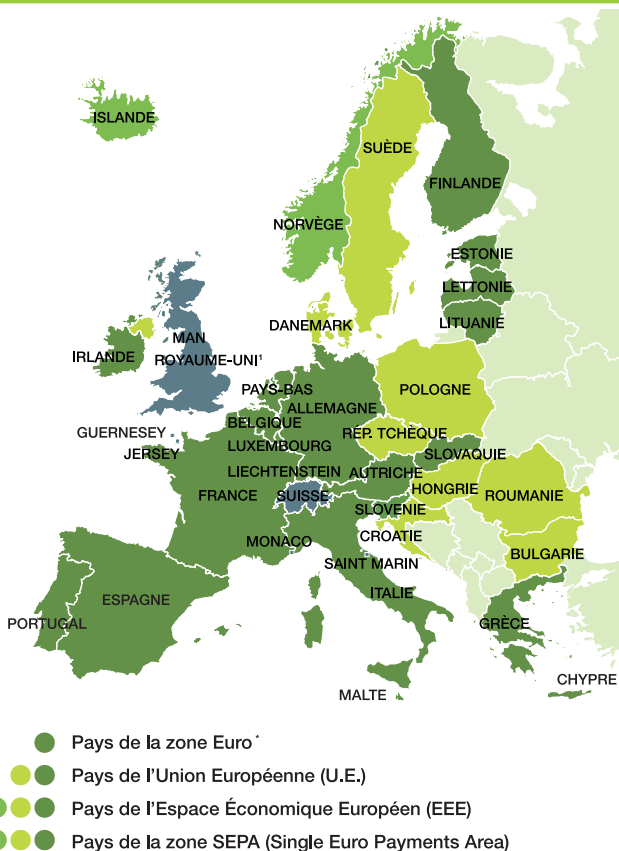 ISLANDE
SUÈDE
FINLANDE
NORVÈGE
ESTONIE
LETTONIE
DANEMARK
LITUANIE
MAN
IRLANDE
ROYAUME-UNI¹
PAYS-BAS
POLOGNE
ALLEMAGNE
BELGIQUE
GUERNESEY
RÉP. TCHÈQUE
LUXEMBOURG
JERSEY
SLOVAQUIE
LIECHTENSTEIN
AUTRICHE
HONGRIE
FRANCE
SUISSE
ROUMANIE
SLOVENIE
CROATIE
MONACO
BULGARIE
SAINT MARIN
ITALIE
ESPAGNE
PORTUGAL
GRÈCE
CHYPRE
MALTE
Pays de la zone Euro*
Pays de l'Union Européenne (U.E.)
Pays de l'Espace Économique Européen (EEE)
Pays de la zone SEPA (Single Euro Payments Area)